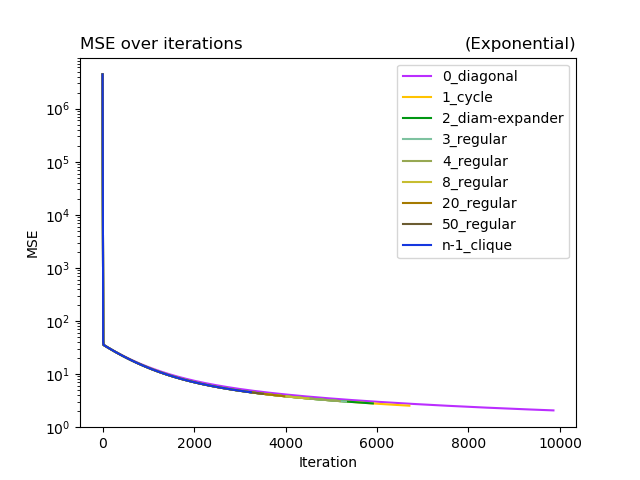 MSE over iterations (Exponential)
10^6
10^5
10^4
10^3
10^2
10^1
10^0
MSE
0_diagonal
1_cycle
2_diam-expander
3_regular
4_regular
8_regular
20_regular
50_regular
n-1_clique
0 2000 4000 6000 8000 10000
Iteration